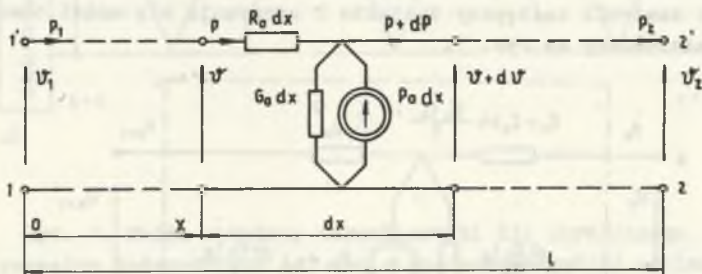 1' P₁ P R₀ dx P + dP P₂ 2'
ϑ₁ ϑ G₀ dx P₀ dx ϑ + dϑ ϑ₂
1 2
0 X dx
l